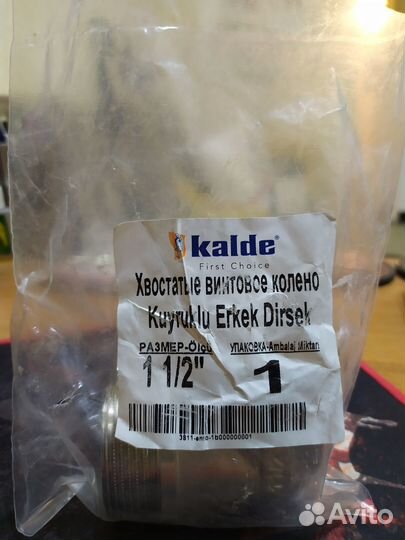 kalde®
First Choice
Хвостатые винтовое колено
Kuyruklu Erkek Dirsek
РАЗМЕР-Ölçü УПАКОВКА-Ambalaj Miktarı
1 1/2" 1
Avito